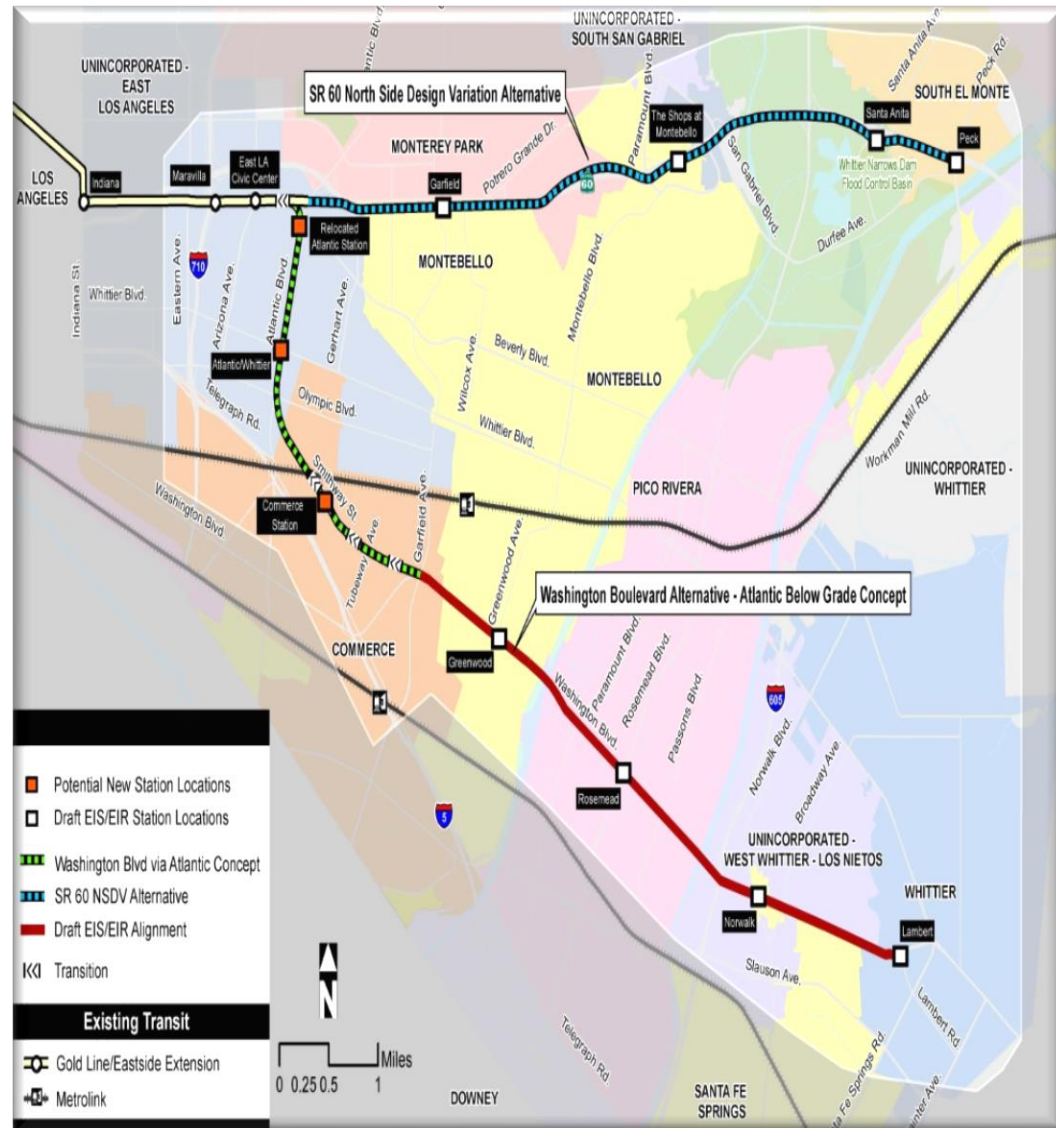 UNINCORPORATED -
SOUTH SAN GABRIEL
UNINCORPORATED -
EAST
LOS ANGELES
SR 60 North Side Design Variation Alternative
Santa Anita Ave.
Peck Rd.
SOUTH EL MONTE
Paramount Blvd.
The Shops at
Montebello
Santa Anita
Peck
MONTEREY PARK
Potrero Grande Dr.
San Gabriel Blvd.
Whittier Narrows Dam
Flood Control Basin
Durfee Ave.
LOS
ANGELES
Indiana
Maravilla
East LA
Civic Center
Garfield
60
Relocated
Atlantic Station
MONTEBELLO
710
Indiana St.
Whittier Blvd.
Eastern Ave.
Arizona Ave.
Atlantic Blvd.
Gerhart Ave.
Montebello Blvd.
Atlantic/Whittier
Wilcox Ave.
Beverly Blvd.
MONTEBELLO
Telegraph Rd.
Olympic Blvd.
Whittier Blvd.
Workman Mill Rd.
UNINCORPORATED -
WHITTIER
PICO RIVERA
Washington Blvd.
Commerce
Station
Smithway St.
Garfield Ave.
Greenwood Ave.
Washington Boulevard Alternative - Atlantic Below Grade Concept
COMMERCE
Greenwood
Paramount Blvd.
Rosemead Blvd.
Washington Blvd.
Passons Blvd
605
Norwalk Blvd.
Broadway Ave.
Rosemead
5
UNINCORPORATED -
WEST WHITTIER - LOS NIETOS
WHITTIER
Norwalk
Lambert
Slauson Ave.
Lambert Rd.
Telegraph Rd.
DOWNEY
SANTA FE
SPRINGS
Potential New Station Locations
Draft EIS/EIR Station Locations
Washington Blvd via Atlantic Concept
SR 60 NSDV Alternative
Draft EIS/EIR Alignment
Transition
Existing Transit
Gold Line/Eastside Extension
Metrolink
N
Miles
0 0.25 0.5 1